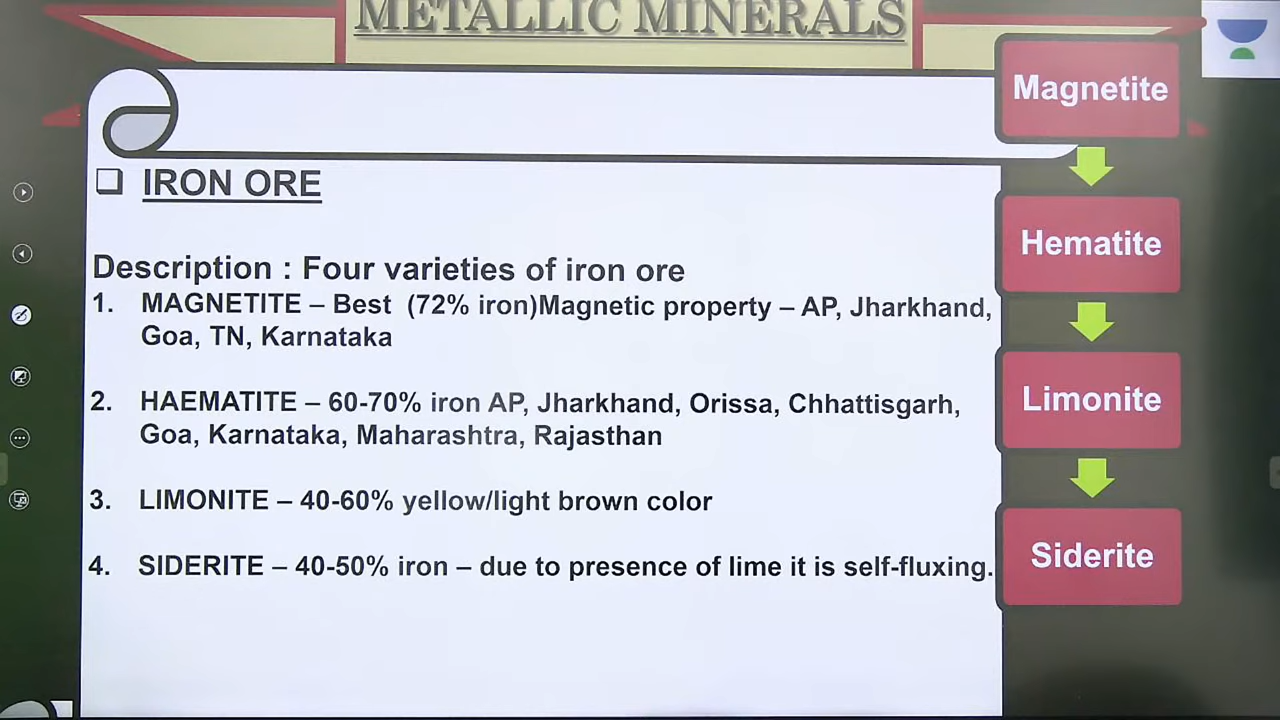 METALLIC MINERALS
❑ IRON ORE
Description : Four varieties of iron ore
1. MAGNETITE – Best (72% iron)Magnetic property – AP, Jharkhand,
Goa, TN, Karnataka
2. HAEMATITE – 60-70% iron AP, Jharkhand, Orissa, Chhattisgarh,
Goa, Karnataka, Maharashtra, Rajasthan
3. LIMONITE – 40-60% yellow/light brown color
4. SIDERITE – 40-50% iron – due to presence of lime it is self-fluxing.
Magnetite
Hematite
Limonite
Siderite